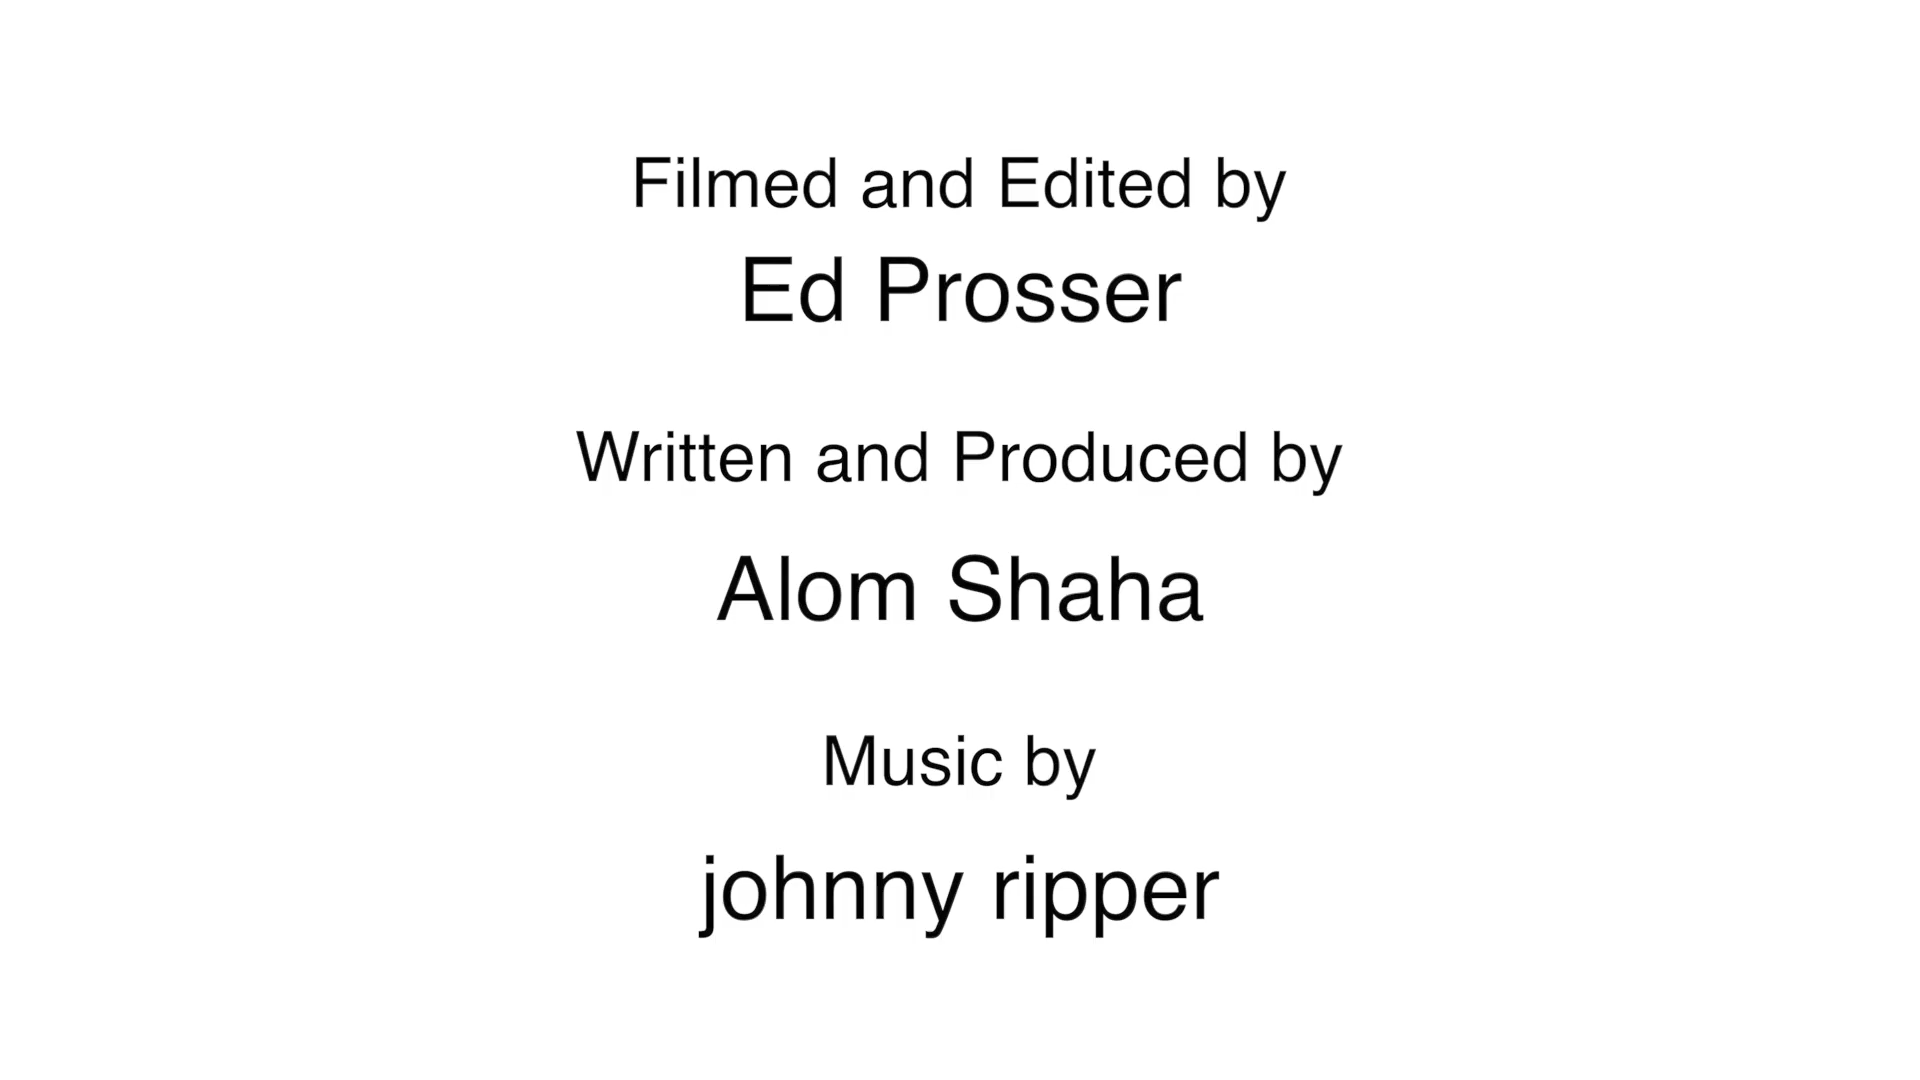 Filmed and Edited by
Ed Prosser
Written and Produced by
Alom Shaha
Music by
johnny ripper